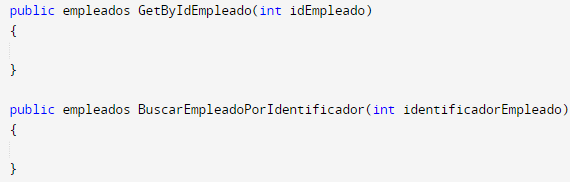 public empleados GetByIdEmpleado(int idEmpleado)
{
}
public empleados BuscarEmpleadoPorIdentificador(int identificadorEmpleado)
{
}